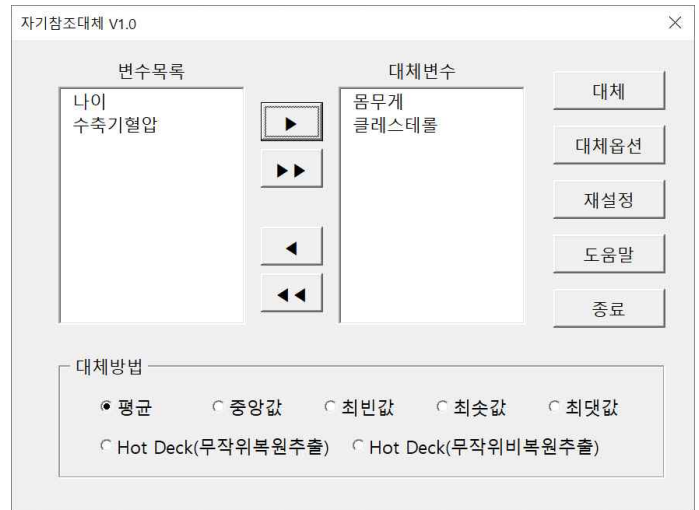 자기참조대체 V1.0
변수목록
대체변수
나이
수축기혈압
몸무게
클레스테롤
▶
▶▶
◀
◀◀
대체
대체옵션
재설정
도움말
종료
대체방법
평균
중앙값
최빈값
최솟값
최댓값
Hot Deck(무작위복원추출)
Hot Deck(무작위비복원추출)